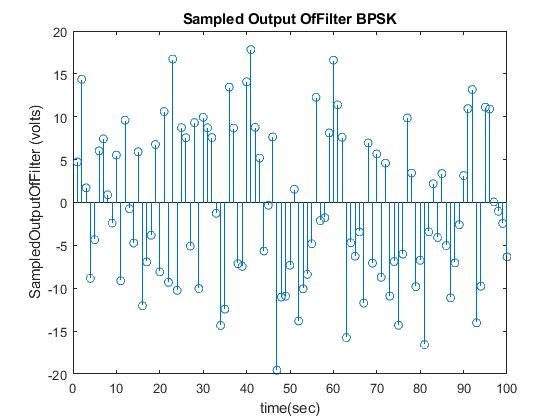 Sampled Output OfFilter BPSK
SampledOutputOfFilter (volts)
20
15
10
5
0
-5
-10
-15
-20
0 10 20 30 40 50 60 70 80 90 100
time(sec)